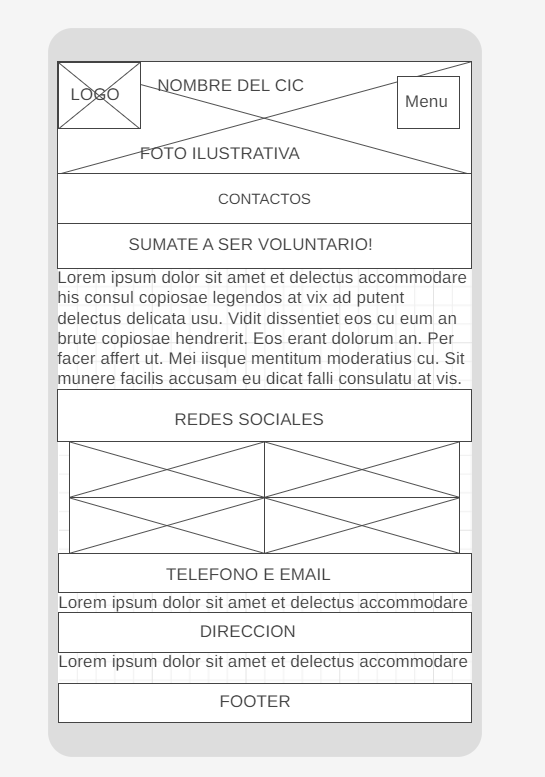 LOGO
NOMBRE DEL CIC
Menu
FOTO ILUSTRATIVA
CONTACTOS
SUMATE A SER VOLUNTARIO!
Lorem ipsum dolor sit amet et delectus accommodare
his consul copiosae legendos at vix ad putent
delectus delicata usu. Vidit dissentiet eos cu eum an
brute copiosae hendrerit. Eos erant dolorum an. Per
facer affert ut. Mei iisque mentitum moderatius cu. Sit
munere facilis accusam eu dicat falli consulatu at vis.
REDES SOCIALES
TELEFONO E EMAIL
Lorem ipsum dolor sit amet et delectus accommodare
DIRECCION
Lorem ipsum dolor sit amet et delectus accommodare
FOOTER